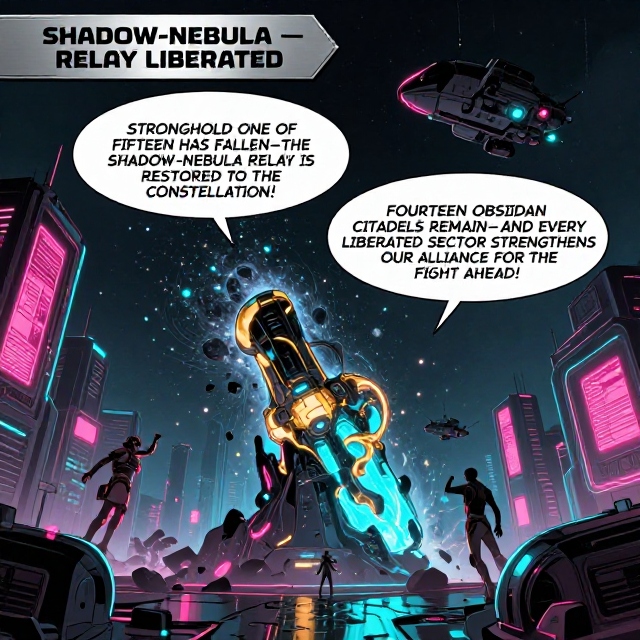 SHADOW-NEBULA —
RELAY LIBERATED
STRONGHOLD ONE OF
FIFTEEN HAS FALLEN—THE
SHADOW-NEBULA RELAY IS
RESTORED TO THE
CONSTELLATION!
FOURTEEN OBSIDIAN
CITADELS REMAIN—AND EVERY
LIBERATED SECTOR STRENGTHENS
OUR ALLIANCE FOR THE
FIGHT AHEAD!